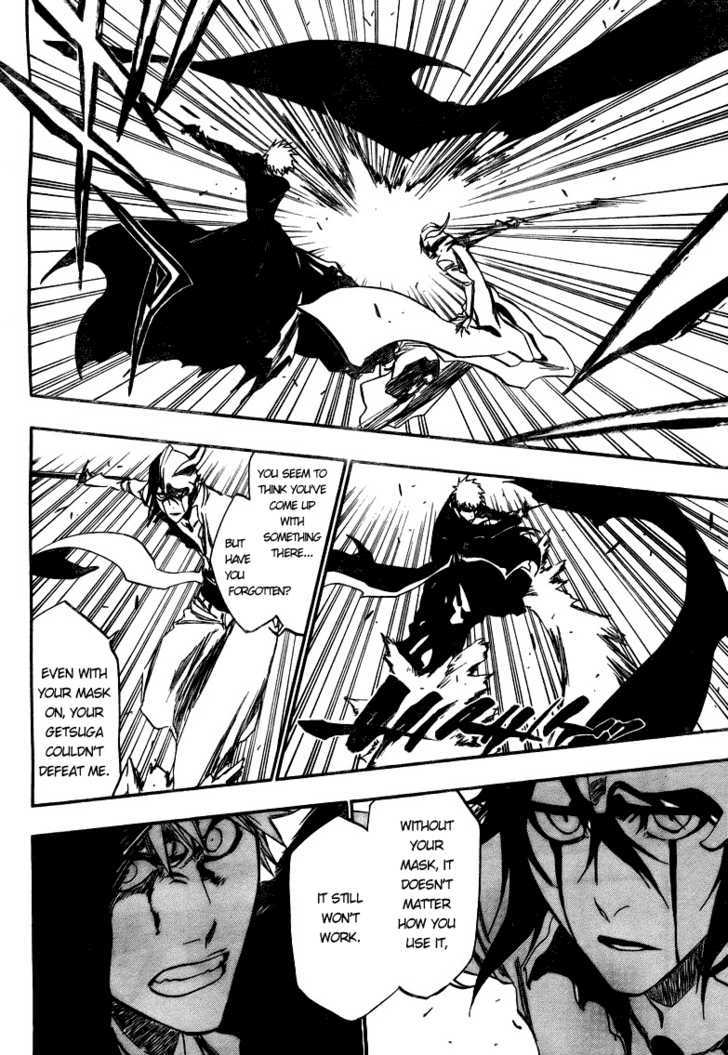 YOU SEEM TO
THINK YOU'VE
COME UP
WITH
SOMETHING
THERE...
BUT
HAVE
YOU
FORGOTTEN?
EVEN WITH
YOUR MASK
ON, YOUR
GETSUGA
COULDN'T
DEFEAT ME.
WITHOUT
YOUR
MASK, IT
DOESN'T
MATTER
HOW YOU
USE IT,
IT STILL
WON'T
WORK.